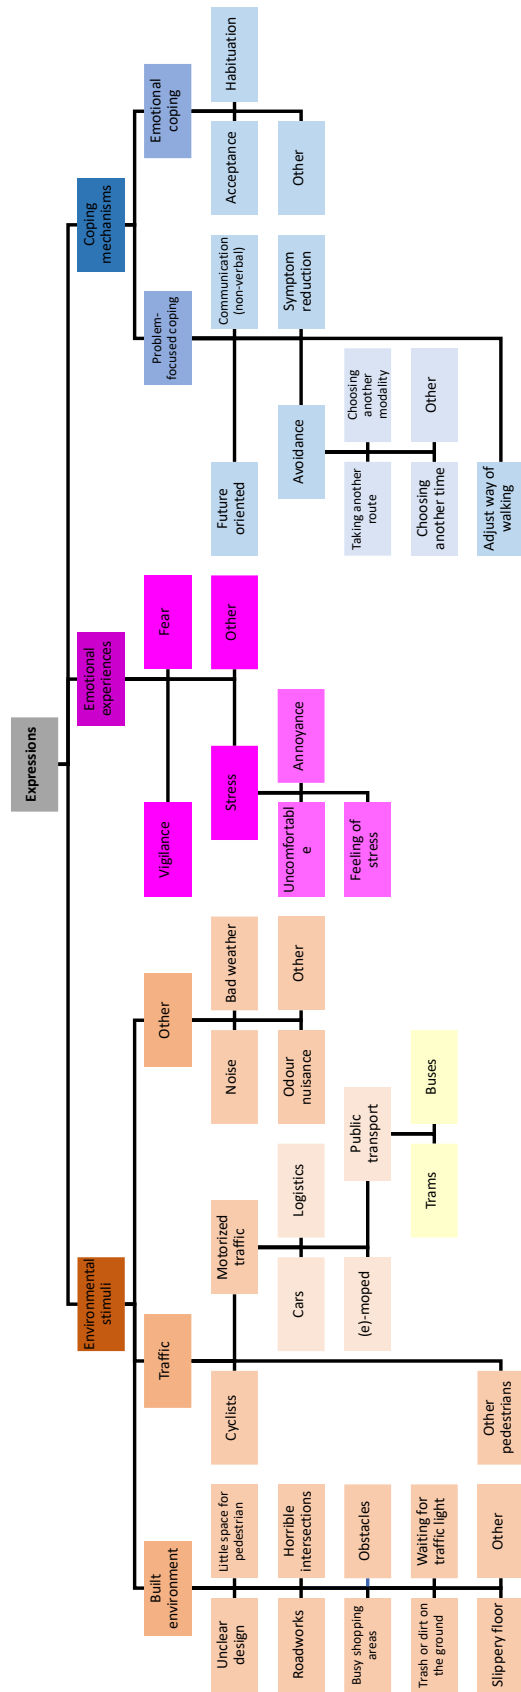 Expressions
Environmental
stimuli
Emotional
experiences
Coping
mechanisms
Built
environment
Traffic
Other
Vigilance
Fear
Problem-
focused coping
Emotional
coping
Unclear
design
Little space for
pedestrian
Roadworks
Horrible
intersections
Busy shopping
areas
Obstacles
Trash or dirt on
the ground
Waiting for
traffic light
Slippery floor
Other
Cyclists
Motorized
traffic
Cars
Logistics
(e)-moped
Public
transport
Trams
Buses
Other
pedestrians
Noise
Bad weather
Odour
nuisance
Other
Stress
Other
Uncomfortabl
e
Annoyance
Feeling of
stress
Future
oriented
Communication
(non-verbal)
Avoidance
Symptom
reduction
Taking another
route
Choosing
another
modality
Choosing
another time
Other
Adjust way of
walking
Acceptance
Habituation
Other